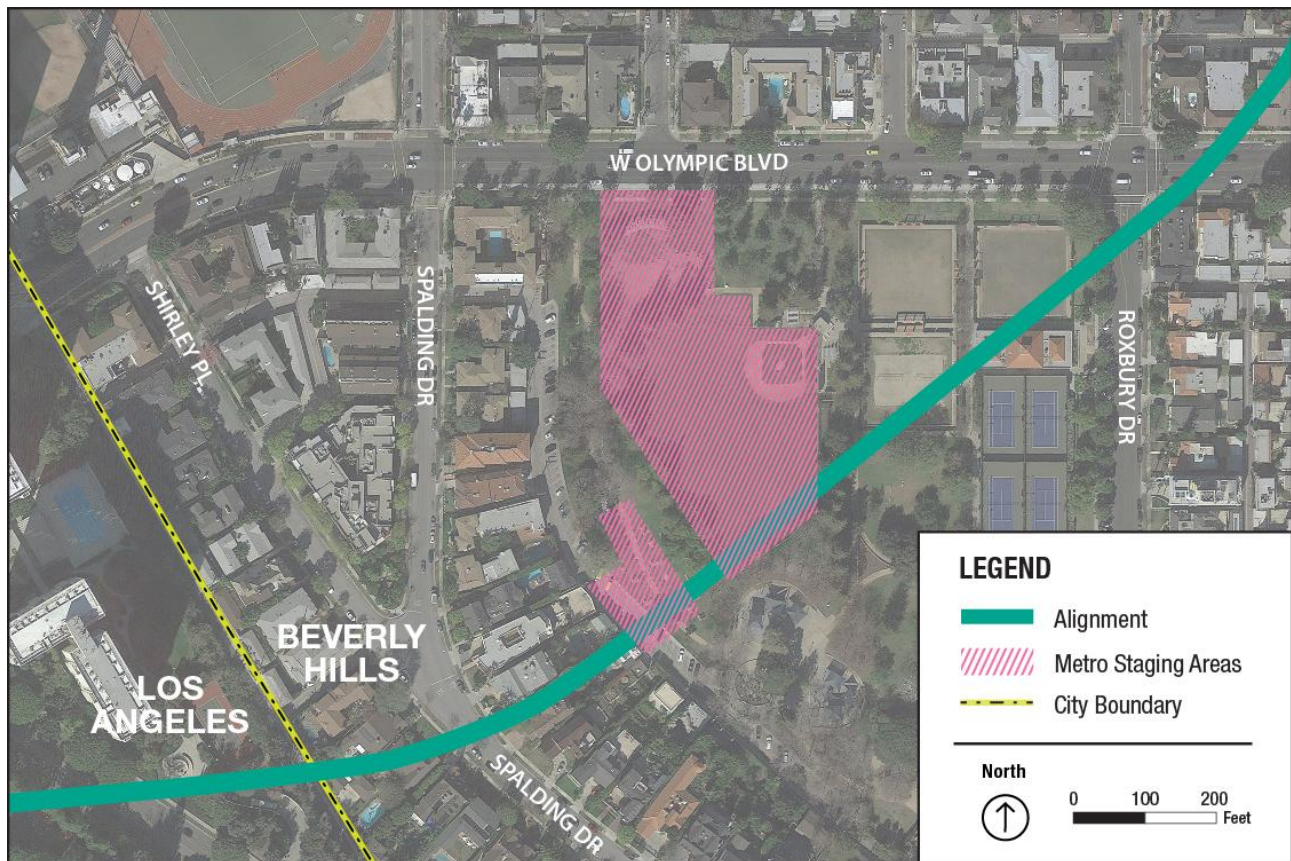 W OLYMPIC BLVD
SHIRLEY PL.
SPALDING DR
ROXBURY DR
BEVERLY
HILLS
LOS
ANGELES
SPALDING DR
LEGEND
Alignment
Metro Staging Areas
City Boundary
North
0 100 200
Feet